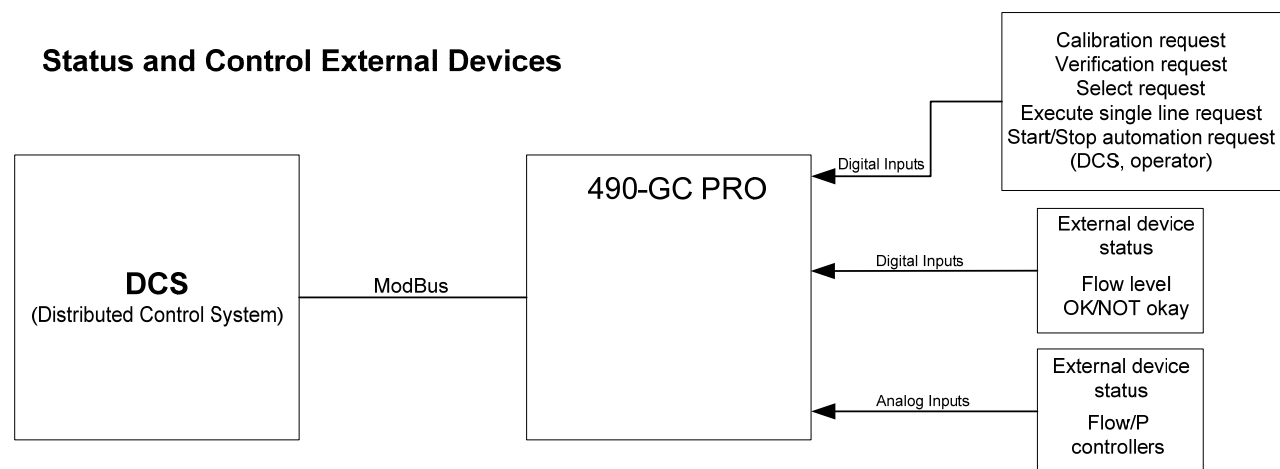 Status and Control External Devices
Calibration request
Verification request
Select request
Execute single line request
Start/Stop automation request
(DCS, operator)
Digital Inputs
490-GC PRO
External device
status
Flow level
OK/NOT okay
Digital Inputs
DCS
(Distributed Control System)
ModBus
External device
status
Flow/P
controllers
Analog Inputs